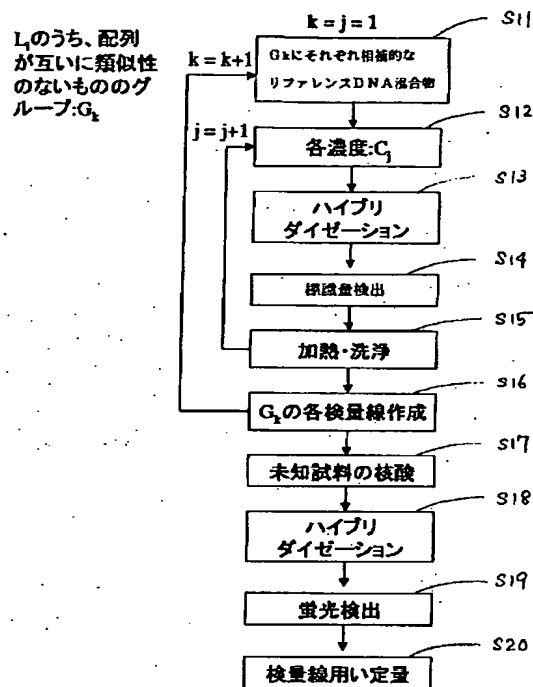 k = j = 1
S11
Lᵢのうち、配列
が互いに類似性
のないもののグ
ループ:Gₖ
k = k+1
Gkにそれぞれ相補的な
リファレンスDNA混合物
S12
j = j+1
各濃度:Cⱼ
S13
ハイブリ
ダイゼーション
S14
標識量検出
S15
加熱・洗浄
S16
Gₖの各検量線作成
S17
未知試料の核酸
S18
ハイブリ
ダイゼーション
S19
蛍光検出
S20
検量線用い定量